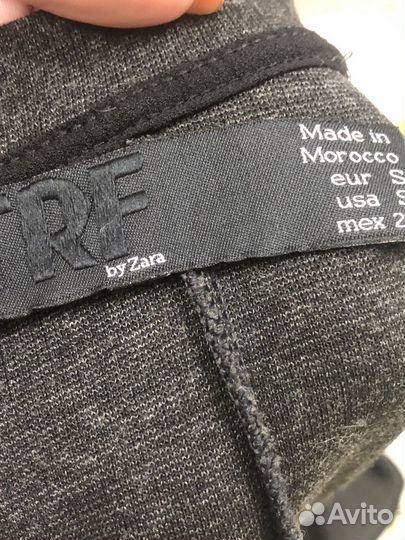 TRF
by Zara
Made in
Morocco
eur S
usa S
mex 2
Avito